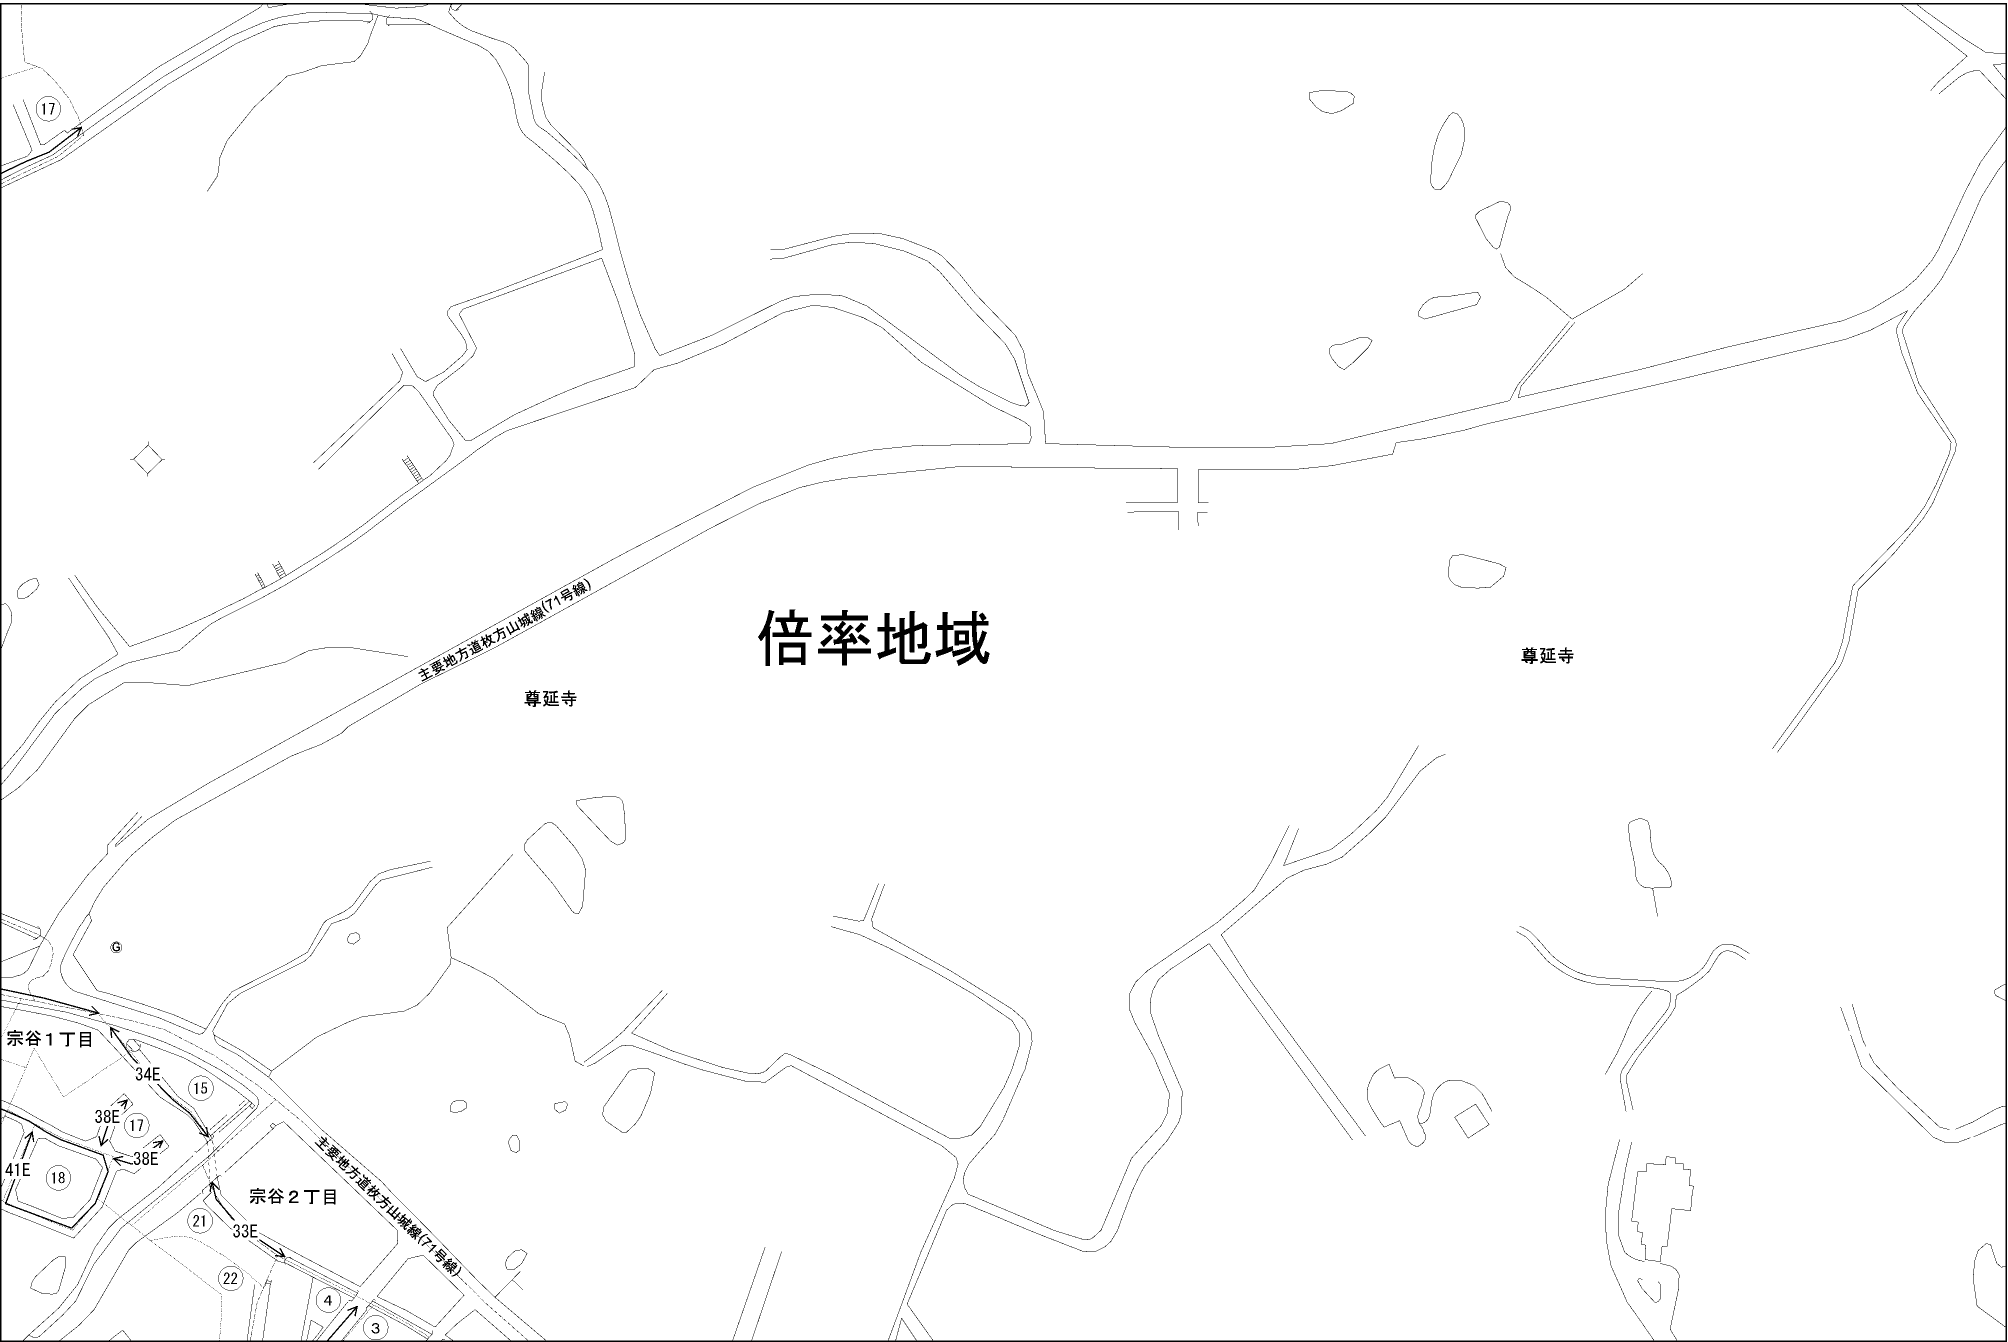 17
主要地方道枚方山城線(71号線)
倍率地域
尊延寺
尊延寺
G
宗谷1丁目
34E
15
38E
17
38E
41E
18
主要地方道枚方山城線(71号線)
宗谷2丁目
21
33E
22
4
3